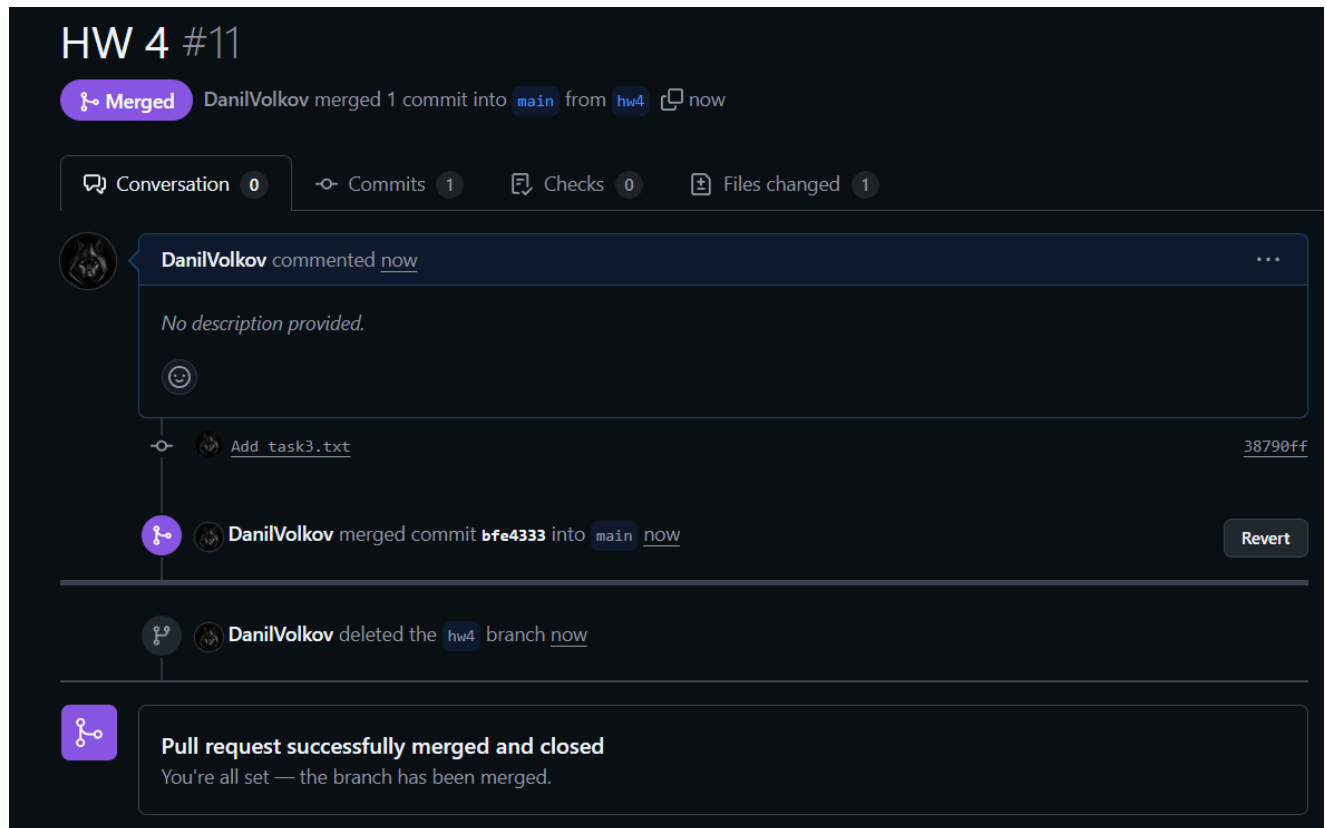 HW 4 #11
Merged DanilVolkov merged 1 commit into main from hw4 now
Conversation 0 Commits 1 Checks 0 Files changed 1
DanilVolkov commented now ...
No description provided.
Add task3.txt 38790ff
DanilVolkov merged commit bfe4333 into main now Revert
DanilVolkov deleted the hw4 branch now
Pull request successfully merged and closed
You're all set — the branch has been merged.